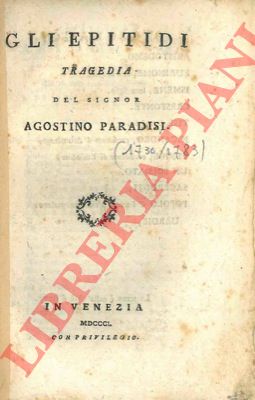 GLI EPITIDI
TRAGEDIA
DEL SIGNOR
AGOSTINO PARADISI.
(1736/1783)
IN VENEZIA
MDCCCI.
CON PRIVILEGIO.
LIBRERIA PIANI